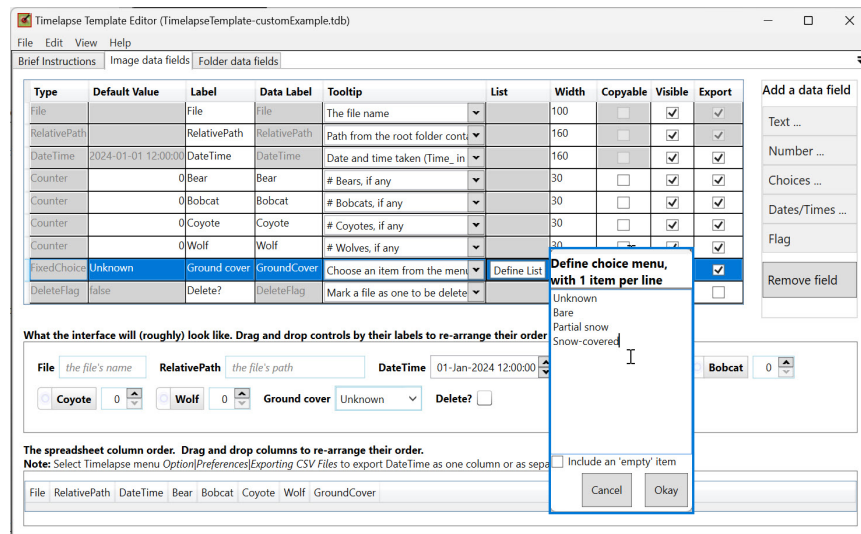 Timelapse Template Editor (TimelapseTemplate-customExample.tdb)
File Edit View Help
Brief Instructions Image data fields Folder data fields
Type Default Value Label Data Label Tooltip List Width Copyable Visible Export
File File File The file name 100
RelativePath RelativePath RelativePath Path from the root folder conta 160
DateTime 2024-01-01 12:00:00 DateTime DateTime Date and time taken (Time_ in 160
Counter 0 Bear Bear # Bears, if any 30
Counter 0 Bobcat Bobcat # Bobcats, if any 30
Counter 0 Coyote Coyote # Coyotes, if any 30
Counter 0 Wolf Wolf # Wolves, if any 30
FixedChoice Unknown Ground cover GroundCover Choose an item from the menu Define List
DeleteFlag false Delete? DeleteFlag Mark a file as one to be delete
Add a data field
Text ...
Number ...
Choices ...
Dates/Times ...
Flag
Remove field
Define choice menu,
with 1 item per line
Unknown
Bare
Partial snow
Snow-covered
Include an 'empty' item
Cancel Okay
What the interface will (roughly) look like. Drag and drop controls by their labels to re-arrange their order
File the file's name RelativePath the file's path DateTime 01-Jan-2024 12:00:00 Bobcat 0
Coyote 0 Wolf 0 Ground cover Unknown Delete?
The spreadsheet column order. Drag and drop columns to re-arrange their order.
Note: Select Timelapse menu Option|Preferences|Exporting CSV Files to export DateTime as one column or as sepa
File RelativePath DateTime Bear Bobcat Coyote Wolf GroundCover